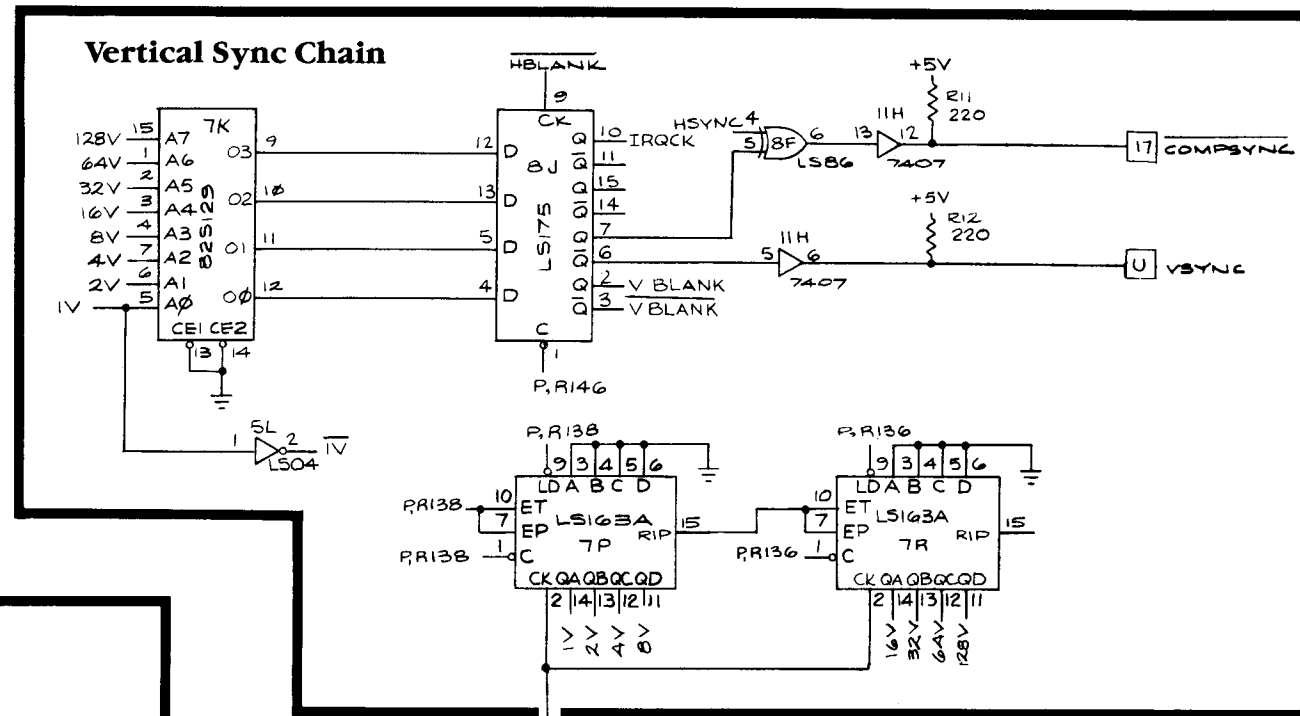 Vertical Sync Chain
HBLANK
9
CK
128V 15 A7
64V 1 A6
32V 2 A5
16V 3 A4
8V 4 A3
4V 7 A2
2V 6 A1
1V 5 AØ
7K
82S129
O3 9
O2 1Ø
O1 11
OØ 12
CE1 CE2
13 14
12 D
13 D
5 D
4 D
8J
LS175
Q 10 IRQCK
Q 11
Q 15
Q 14
Q 7
Q 6
Q 2 V BLANK
Q 3 V BLANK
C
1
P,R146
HSYNC 4
5 8F 6
LS86
11H
13 12
7407
+5V
R11
220
17 COMPSYNC
11H
5 6
7407
+5V
R12
220
U VSYNC
5L
1 2 1V
LS04
P,R138
9 3 4 5 6
LD A B C D
P,R138 10 ET
7 EP
LS163A
7P
RIP 15
P,R138 1 C
CK QA QB QC QD
2 14 13 12 11
1V 2V 4V 8V
P,R136
9 3 4 5 6
LD A B C D
10 ET
7 EP
LS163A
7R
RIP 15
P,R136 1 C
CK QA QB QC QD
2 14 13 12 11
16V 32V 64V 128V